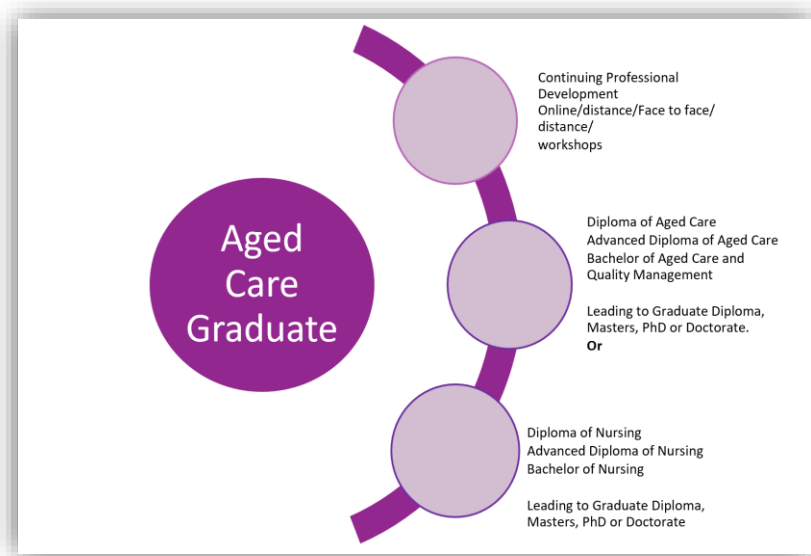 Aged
Care
Graduate
Continuing Professional
Development
Online/distance/Face to face/
distance/
workshops
Diploma of Aged Care
Advanced Diploma of Aged Care
Bachelor of Aged Care and
Quality Management
Leading to Graduate Diploma,
Masters, PhD or Doctorate.
Or
Diploma of Nursing
Advanced Diploma of Nursing
Bachelor of Nursing
Leading to Graduate Diploma,
Masters, PhD or Doctorate